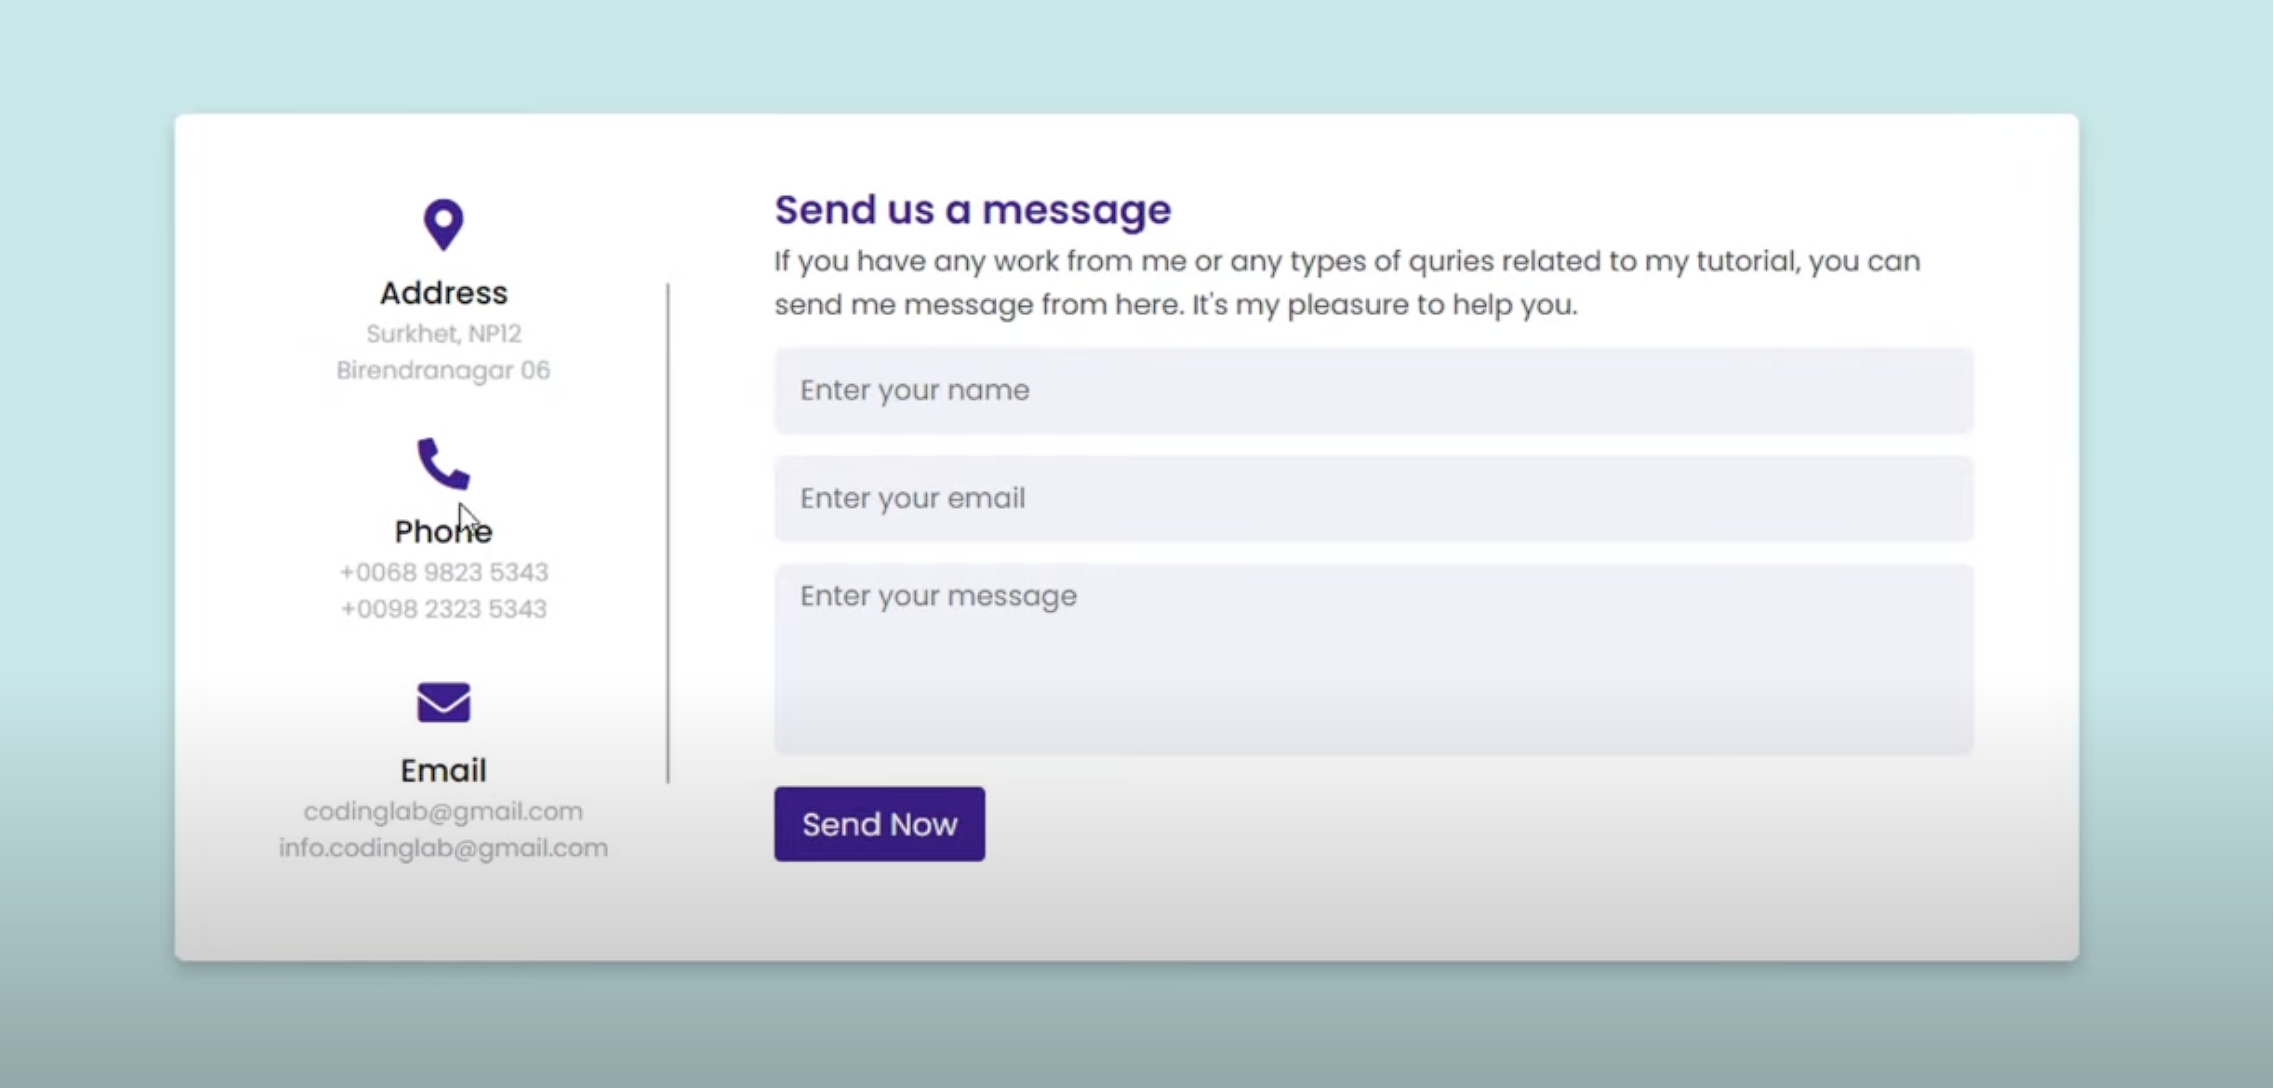 Address
Surkhet, NP12
Birendranagar 06
Phone
+0068 9823 5343
+0098 2323 5343
Email
codinglab@gmail.com
info.codinglab@gmail.com
Send us a message
If you have any work from me or any types of quries related to my tutorial, you can
send me message from here. It's my pleasure to help you.
Enter your name
Enter your email
Enter your message
Send Now